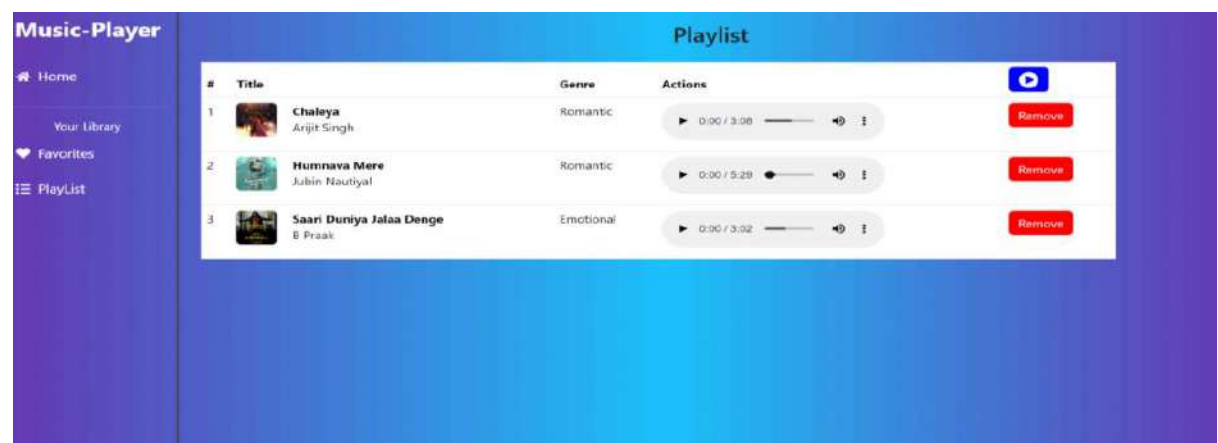 Music-Player
Home
Your Library
Favorites
PlayList
Playlist
# Title Genre Actions
1 Chaleya Romantic 0:00 / 3:08 Remove
Arijit Singh
2 Humnava Mere Romantic 0:00 / 5:29 Remove
Jubin Nautiyal
3 Saari Duniya Jalaa Denge Emotional 0:00 / 3:02 Remove
B Praak